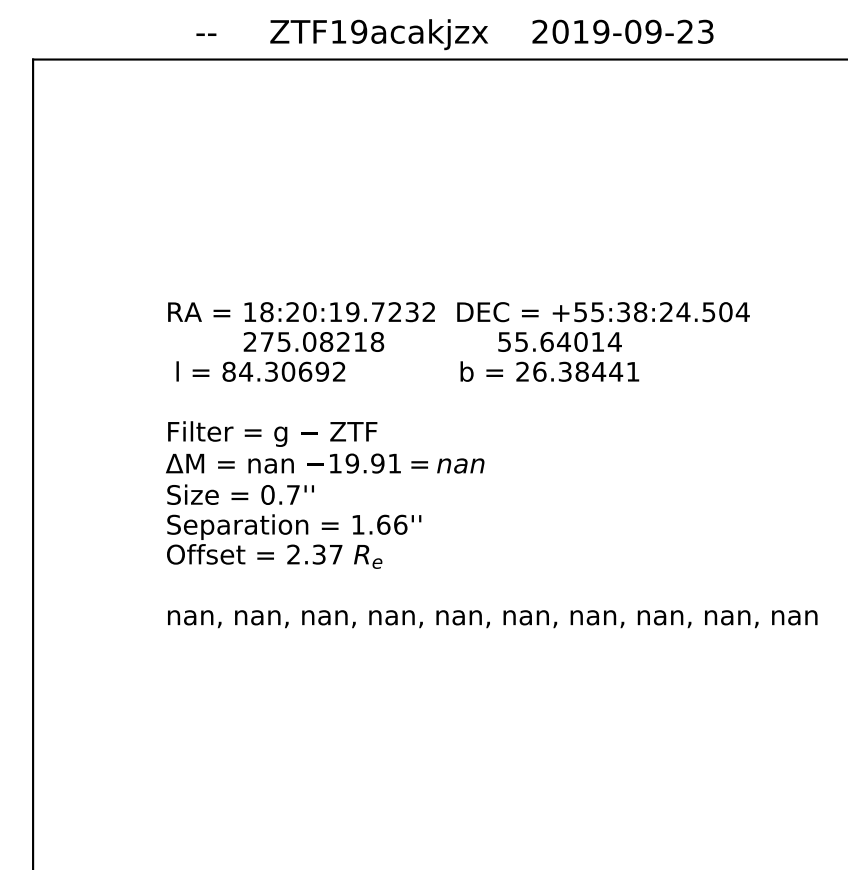 -- ZTF19acakjzx 2019-09-23
RA = 18:20:19.7232 DEC = +55:38:24.504
275.08218 55.64014
l = 84.30692 b = 26.38441
Filter = g − ZTF
ΔM = nan −19.91 = nan
Size = 0.7''
Separation = 1.66''
Offset = 2.37 Re
nan, nan, nan, nan, nan, nan, nan, nan, nan, nan